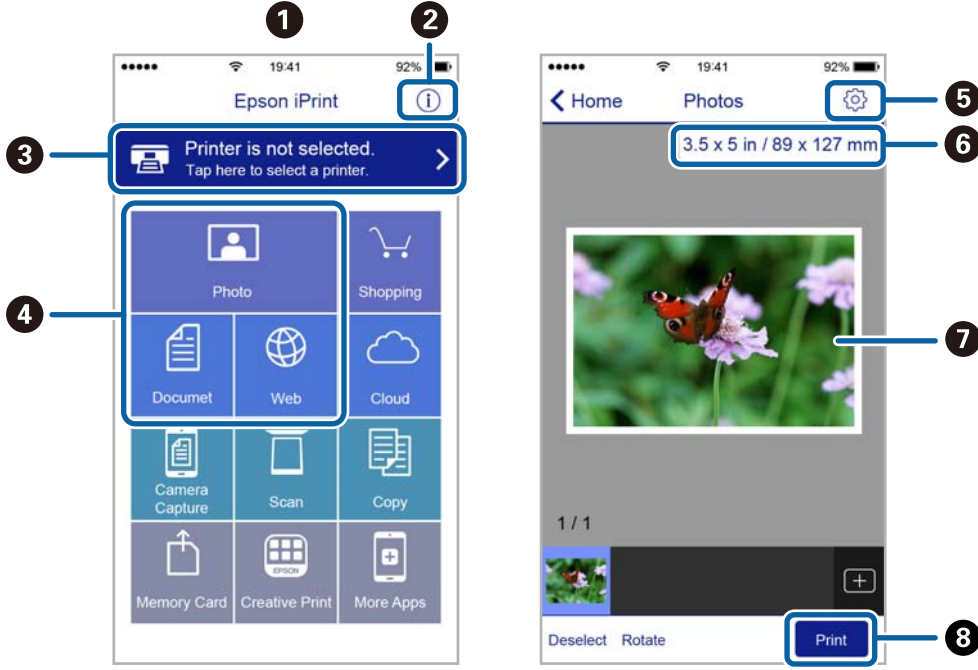 1
2
19:41
92%
Epson iPrint
3
Printer is not selected.
Tap here to select a printer.
4
Photo
Shopping
Documet
Web
Cloud
Camera
Capture
Scan
Copy
EPSON
Memory Card
Creative Print
More Apps
19:41
92%
Home
Photos
5
3.5 x 5 in / 89 x 127 mm
6
7
1 / 1
Deselect
Rotate
Print
8